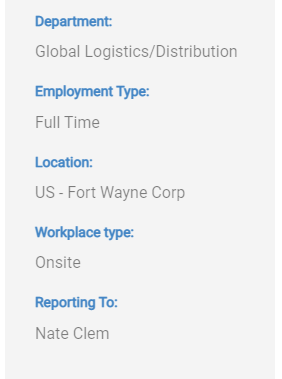 Department:
Global Logistics/Distribution
Employment Type:
Full Time
Location:
US - Fort Wayne Corp
Workplace type:
Onsite
Reporting To:
Nate Clem